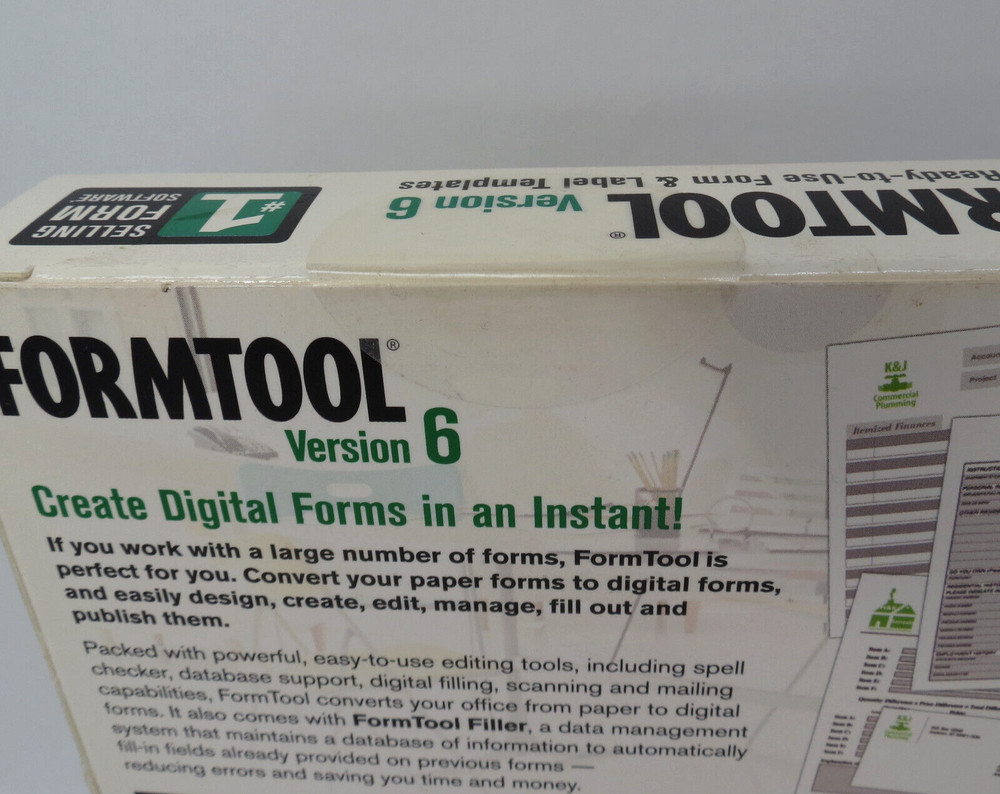 Ready-to-Use Form & Label Templates
RMTOOL® Version 6
#1
SELLING
FORM
SOFTWARE
FORMTOOL®
Version 6
Create Digital Forms in an Instant!
If you work with a large number of forms, FormTool is
perfect for you. Convert your paper forms to digital forms,
and easily design, create, edit, manage, fill out and
publish them.
Packed with powerful, easy-to-use editing tools, including spell
checker, database support, digital filling, scanning and mailing
capabilities, FormTool converts your office from paper to digital
forms. It also comes with FormTool Filler, a data management
system that maintains a database of information to automatically
fill-in fields already provided on previous forms —
reducing errors and saving you time and money.
K&J
Commercial
Plumming
Project
Itemized Finances
K&J